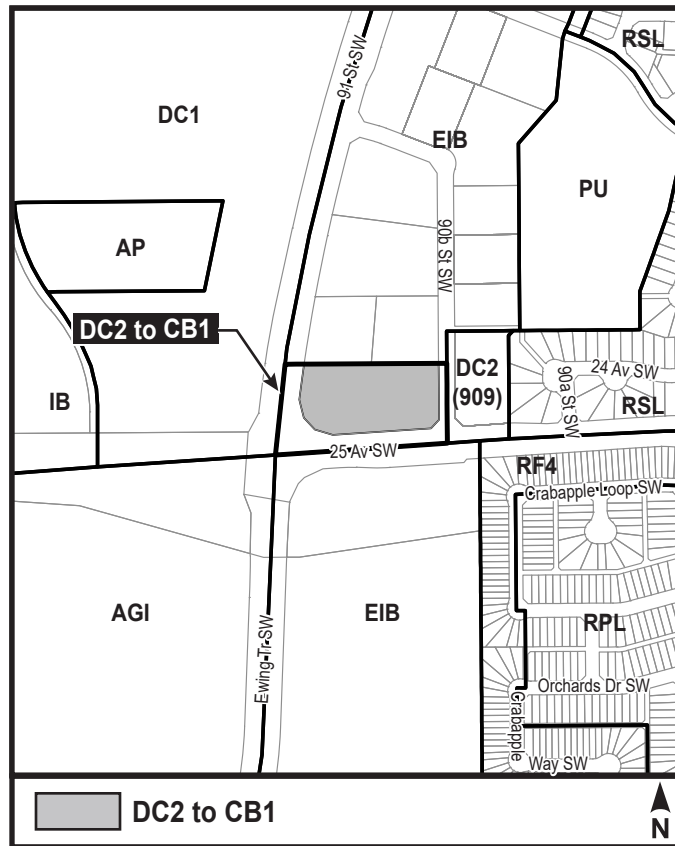 RSL
91 St SW
DC1
EIB
PU
90b St SW
AP
DC2 to CB1
DC2
(909)
24 Av SW
90a St SW
IB
RSL
25 Av SW
RF4
Crabapple Loop SW
AGI
EIB
RPL
Ewing Tr SW
Orchards Dr SW
Crabapple
Way SW
DC2 to CB1
N